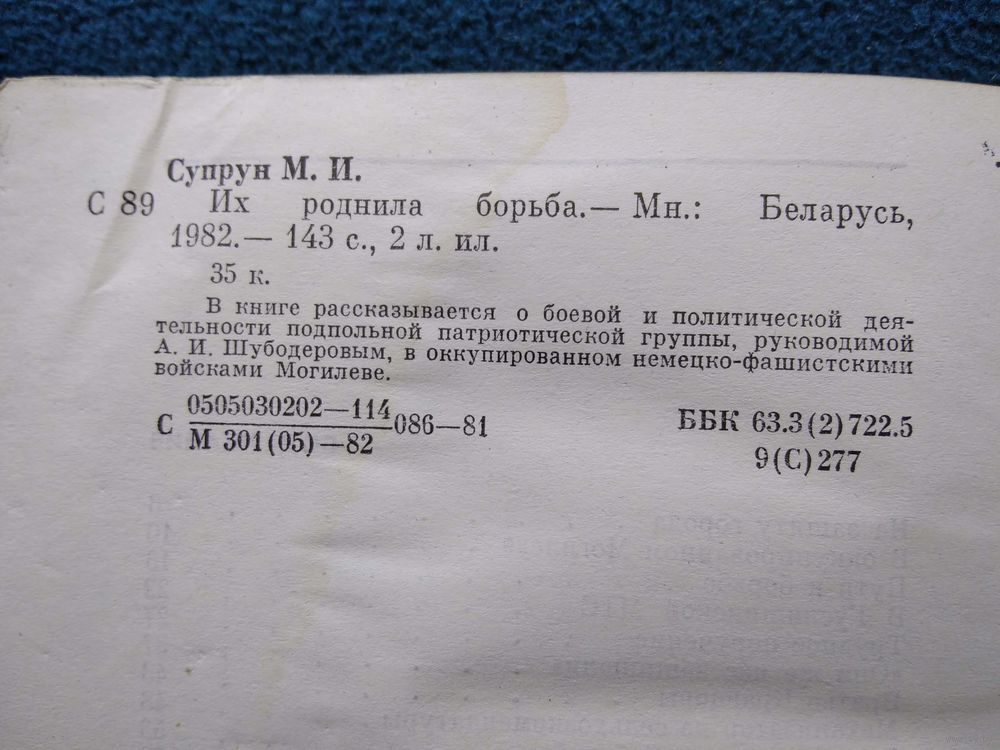 Супрун М. И.
С 89 Их роднила борьба.— Мн.: Беларусь,
1982.— 143 с., 2 л. ил.
35 к.
В книге рассказывается о боевой и политической дея-
тельности подпольной патриотической группы, руководимой
А. И. Шубодеровым, в оккупированном немецко-фашистскими
войсками Могилеве.
С 0505030202—114
М 301(05)—82 086—81
ББК 63.3(2)722.5
9(С)277